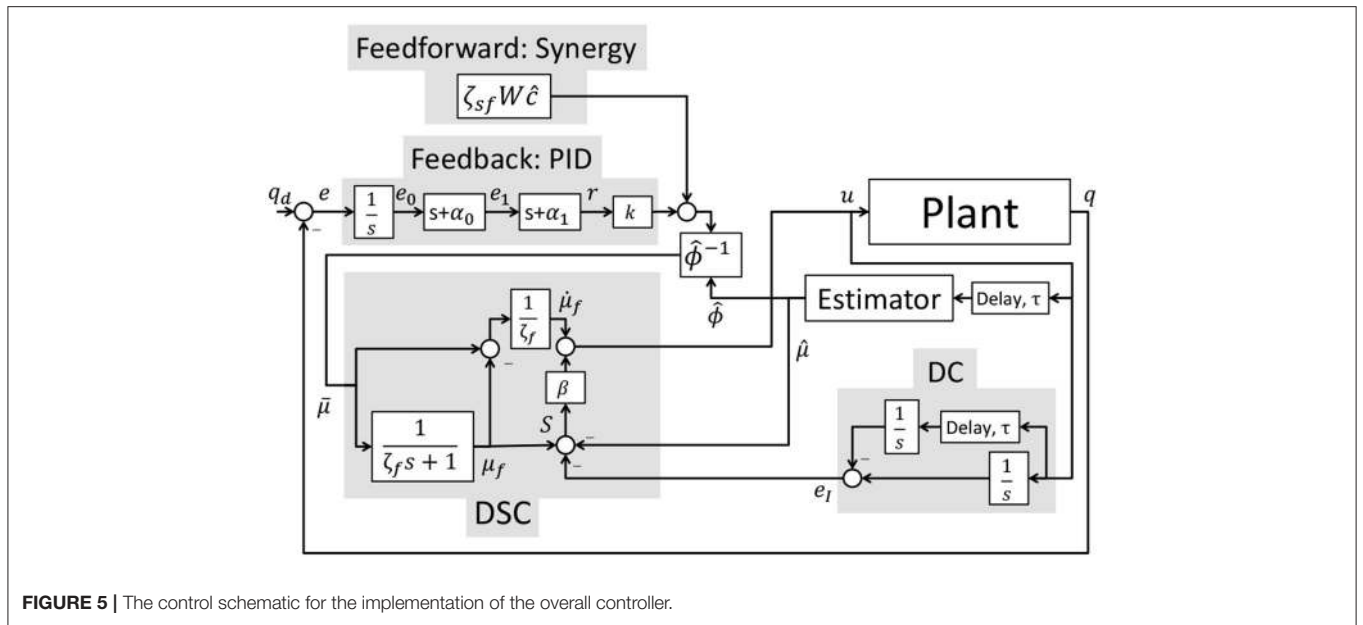 Feedforward: Synergy
ζ_sf W ĉ
Feedback: PID
q_d e 1/s e_0 s+α_0 e_1 s+α_1 r k
u Plant q
ϕ̂⁻¹
ϕ̂ Estimator Delay, τ
1/ζ_f μ̇_f
μ̂
DC
β
1/s Delay, τ
μ̄ S
1/(ζ_f s + 1) μ_f
e_I 1/s
DSC
FIGURE 5 | The control schematic for the implementation of the overall controller.